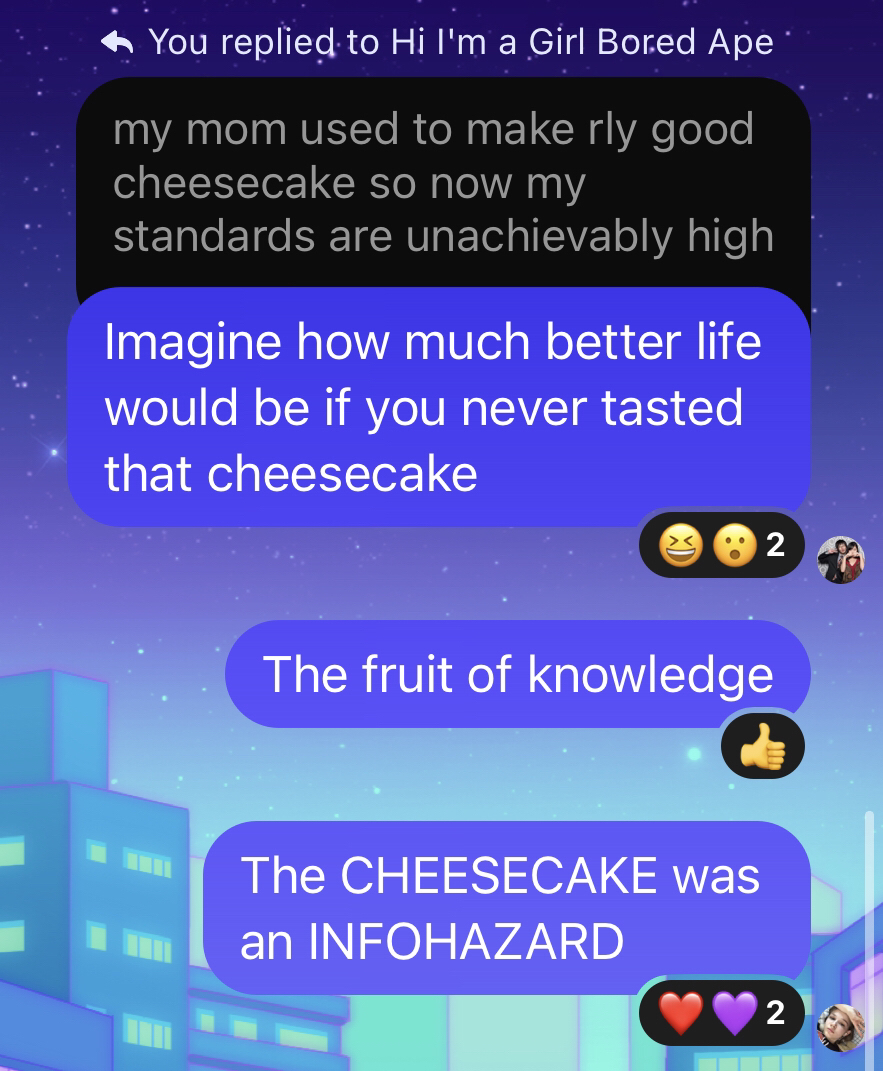 You replied to Hi I'm a Girl Bored Ape
my mom used to make rly good
cheesecake so now my
standards are unachievably high
Imagine how much better life
would be if you never tasted
that cheesecake
2
The fruit of knowledge
The CHEESECAKE was
an INFOHAZARD
2